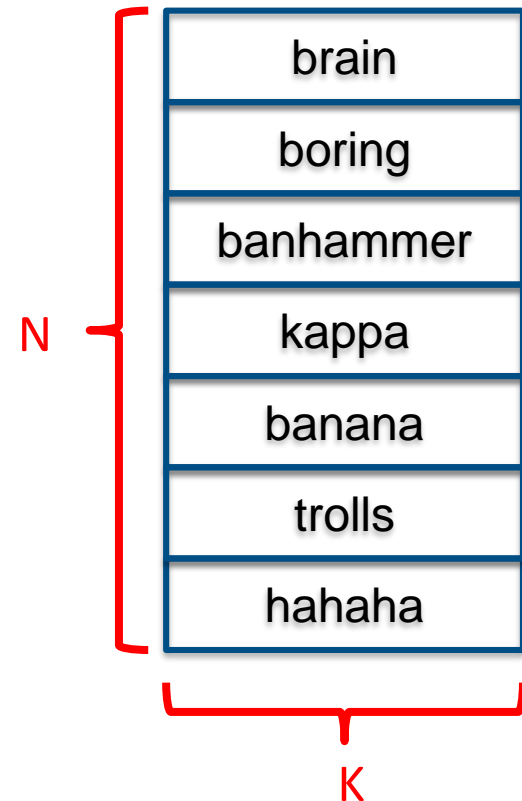 brain
boring
banhammer
N
kappa
banana
trolls
hahaha
K